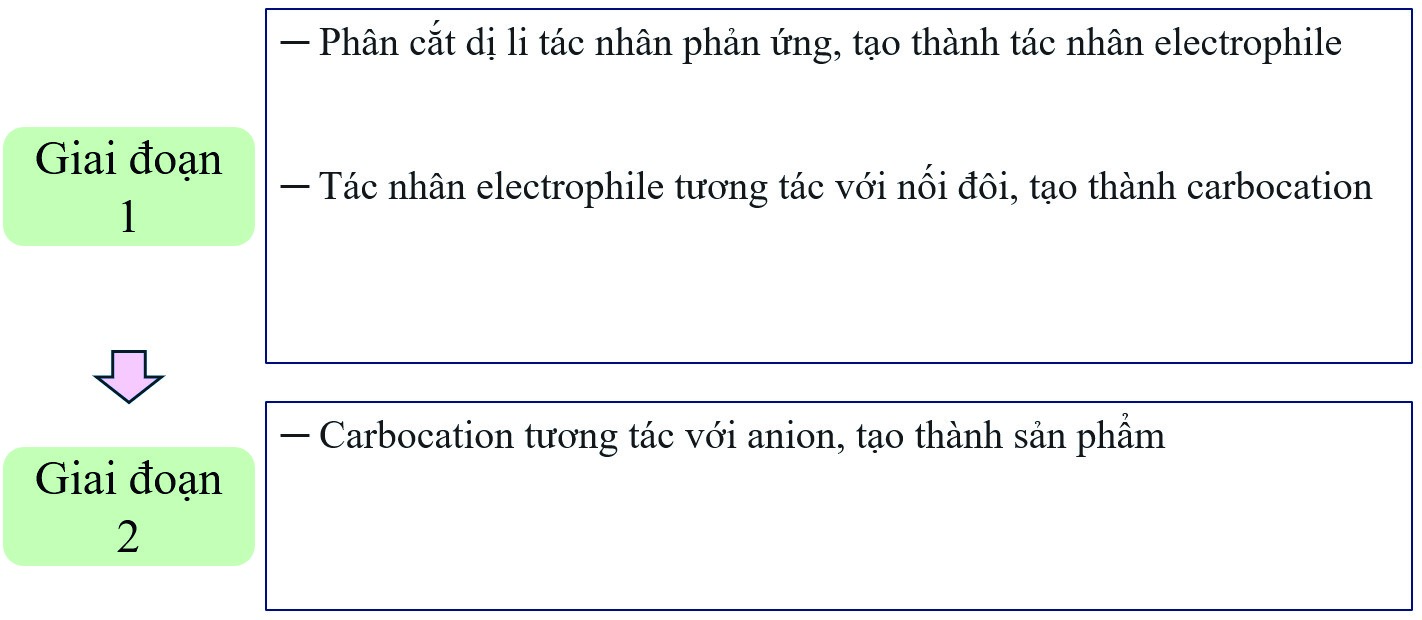 — Phân cắt dị li tác nhân phản ứng, tạo thành tác nhân electrophile
Giai đoạn
1
— Tác nhân electrophile tương tác với nối đôi, tạo thành carbocation
— Carbocation tương tác với anion, tạo thành sản phẩm
Giai đoạn
2